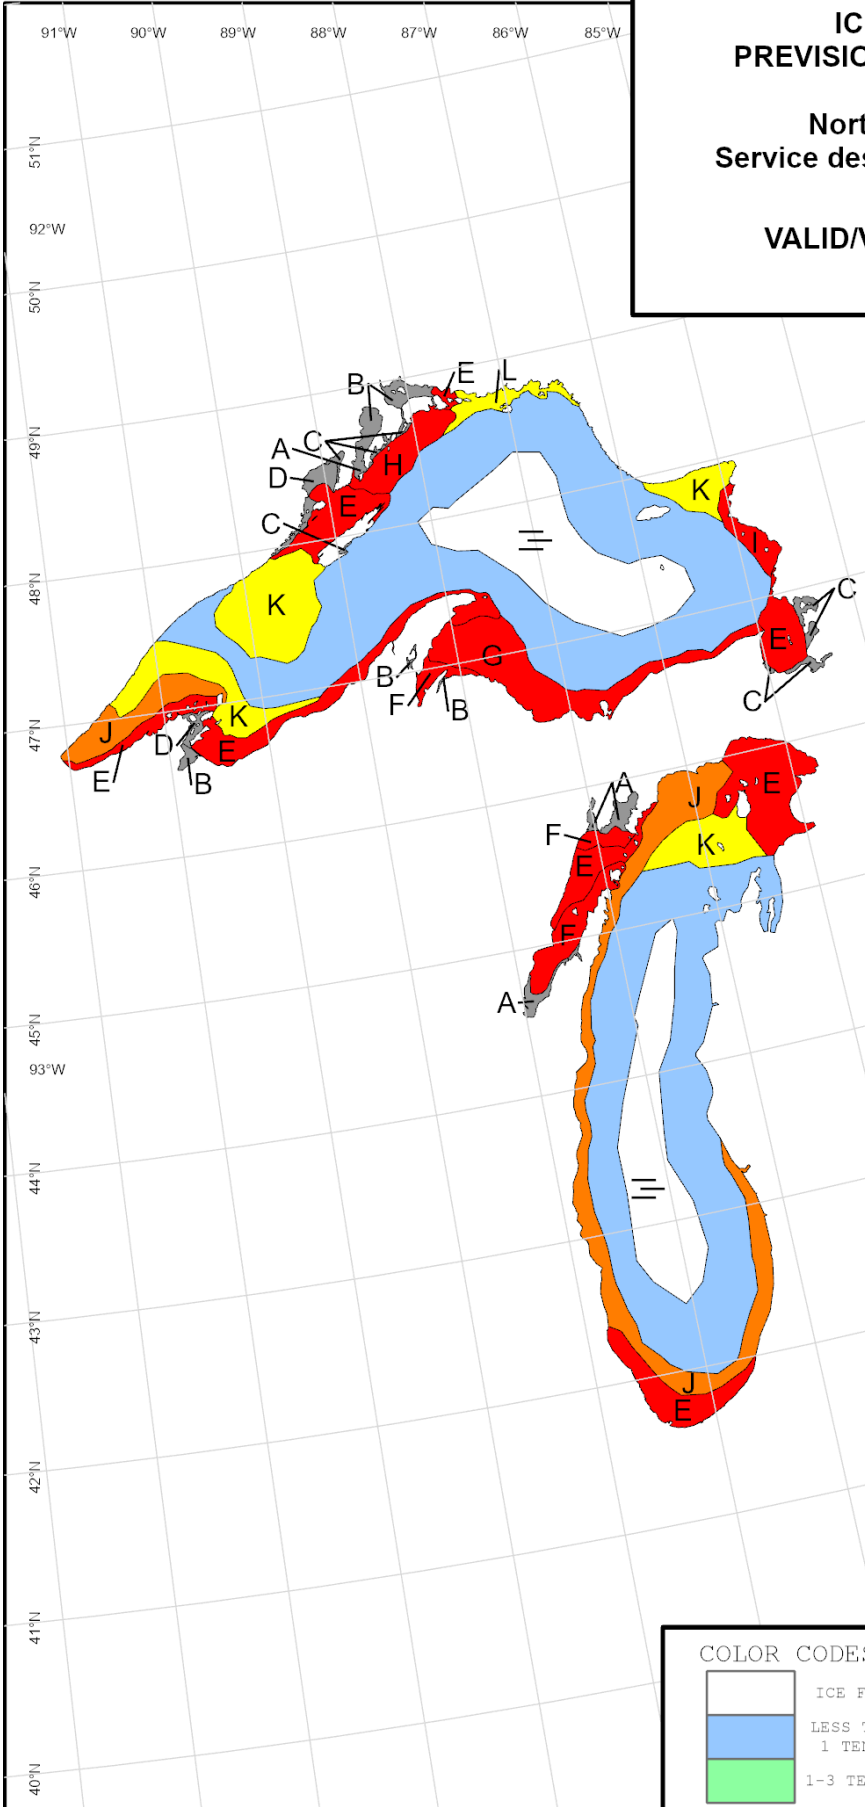 91°W 90°W 89°W 88°W 87°W 86°W 85°W
IC
PREVISIO
Nort
Service des
VALID/V
51°N
92°W
50°N
49°N
48°N
47°N
46°N
45°N
93°W
44°N
43°N
42°N
41°N
40°N
B
E
L
C
A
H
D
E
K
C
I
K
C
E
G
B
F
B
C
K
J
D
E
E
B
A
J
E
F
K
E
F
A
J
E
COLOR CODES
ICE F
LESS T
1 TEN
1-3 TE